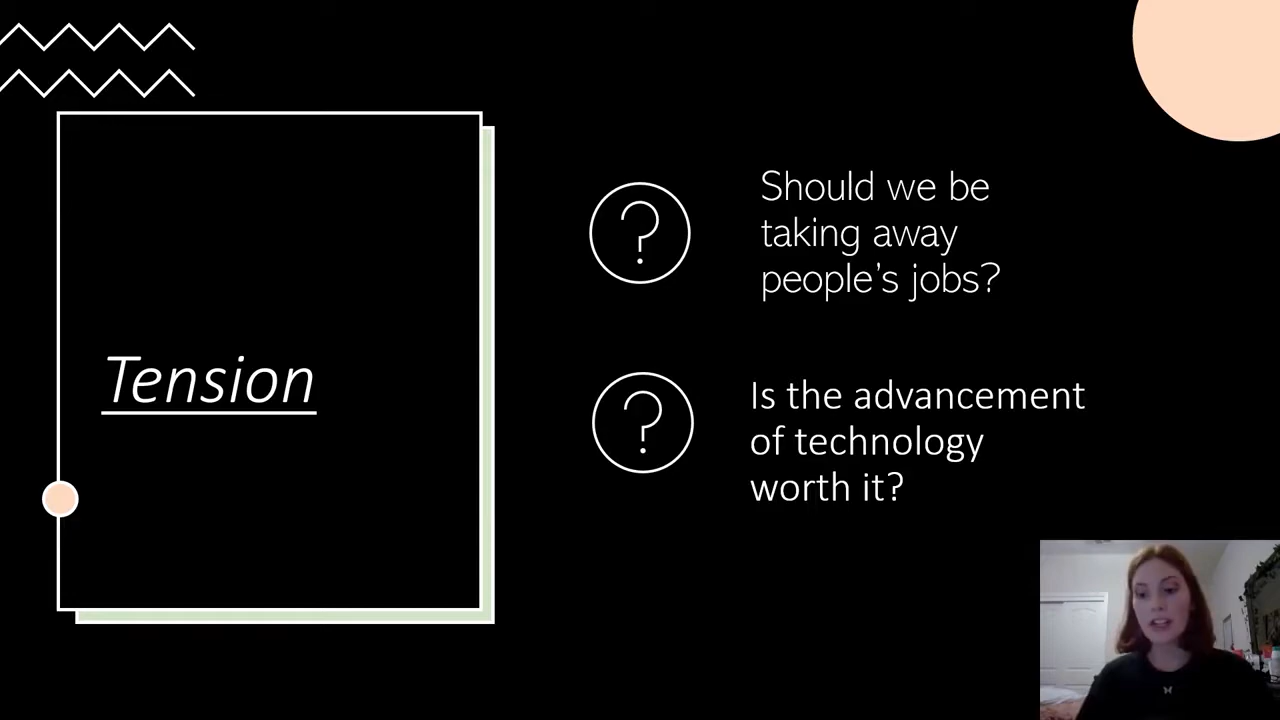 Tension
Should we be
taking away
people’s jobs?
Is the advancement
of technology
worth it?